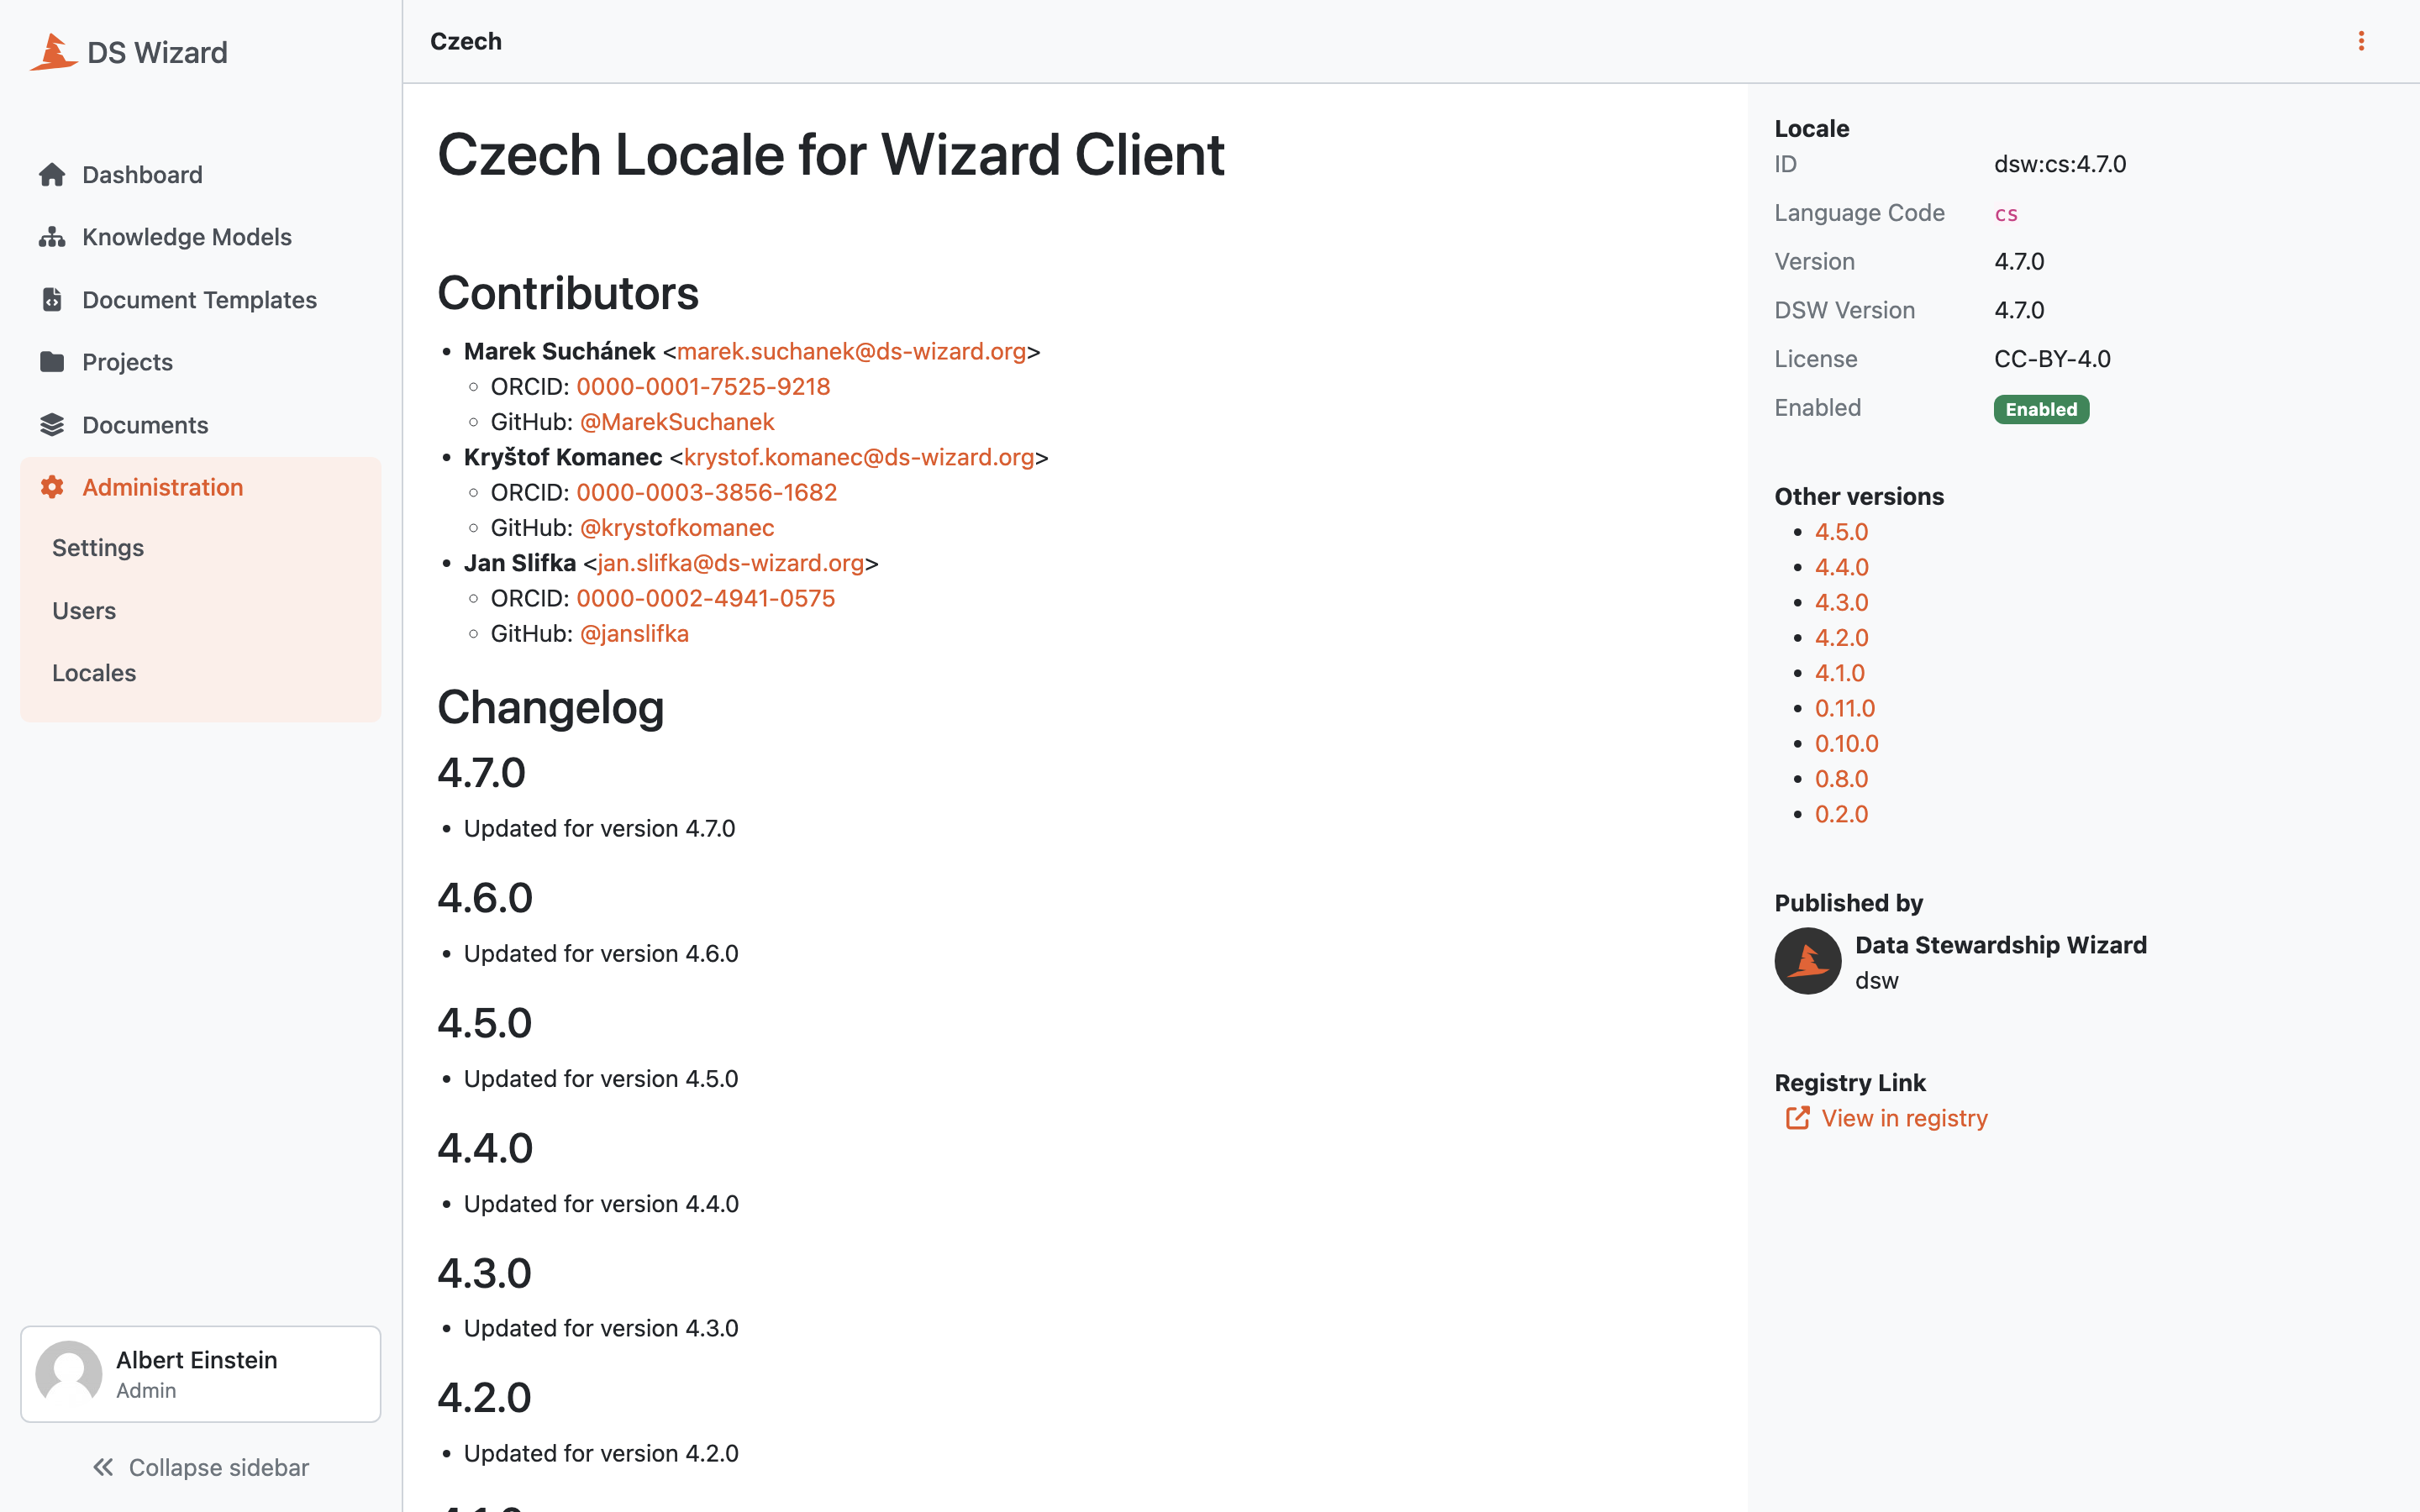 DS Wizard
Dashboard
Knowledge Models
Document Templates
Projects
Documents
Administration
Settings
Users
Locales
Albert Einstein
Admin
Collapse sidebar
Czech
Czech Locale for Wizard Client
Contributors
Marek Suchánek <marek.suchanek@ds-wizard.org>
ORCID: 0000-0001-7525-9218
GitHub: @MarekSuchanek
Kryštof Komanec <krystof.komanec@ds-wizard.org>
ORCID: 0000-0003-3856-1682
GitHub: @krystofkomanec
Jan Slifka <jan.slifka@ds-wizard.org>
ORCID: 0000-0002-4941-0575
GitHub: @janslifka
Changelog
4.7.0
Updated for version 4.7.0
4.6.0
Updated for version 4.6.0
4.5.0
Updated for version 4.5.0
4.4.0
Updated for version 4.4.0
4.3.0
Updated for version 4.3.0
4.2.0
Updated for version 4.2.0
Locale
ID dsw:cs:4.7.0
Language Code cs
Version 4.7.0
DSW Version 4.7.0
License CC-BY-4.0
Enabled Enabled
Other versions
4.5.0
4.4.0
4.3.0
4.2.0
4.1.0
0.11.0
0.10.0
0.8.0
0.2.0
Published by
Data Stewardship Wizard
dsw
Registry Link
View in registry